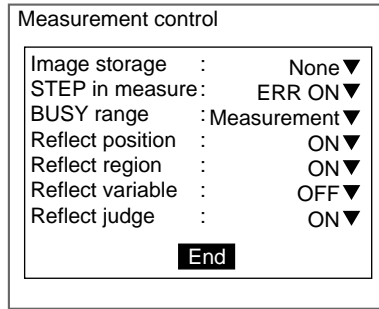 Measurement control
Image storage : None▼
STEP in measure: ERR ON▼
BUSY range : Measurement▼
Reflect position : ON▼
Reflect region : ON▼
Reflect variable : OFF▼
Reflect judge : ON▼
End